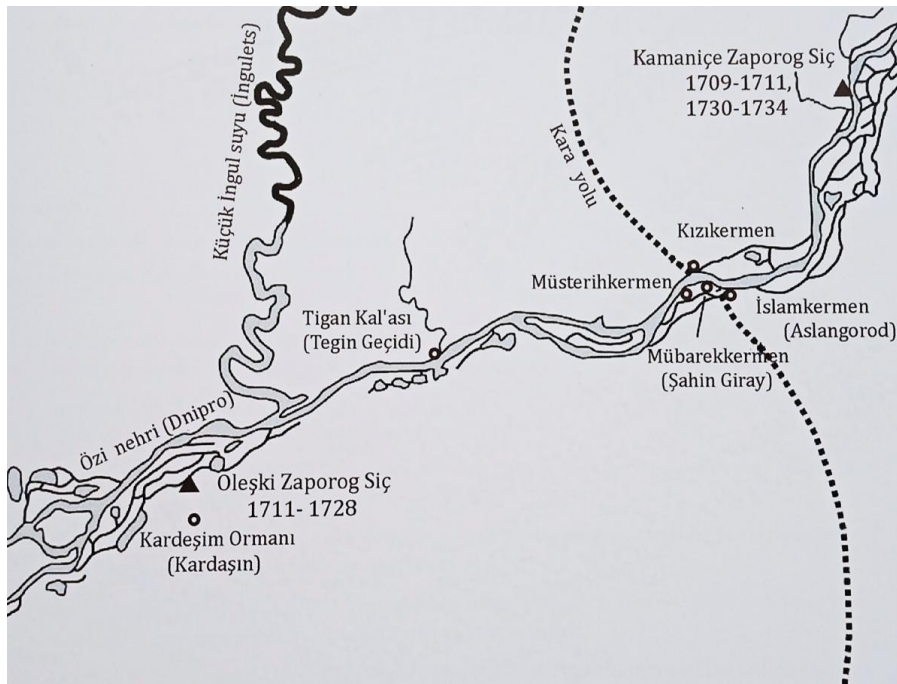 Küçük İngul suyu (İngulets)
Kara yolu
Kamaniçe Zaporog Siç
1709-1711,
1730-1734
Kızıkermen
Müsterihkermen
İslamkermen
(Aslangorod)
Tigan Kal'ası
(Tegin Geçidi)
Mübarekkermen
(Şahin Giray)
Özi nehri (Dnipro)
Oleşki Zaporog Siç
1711- 1728
Kardeşim Ormanı
(Kardaşın)